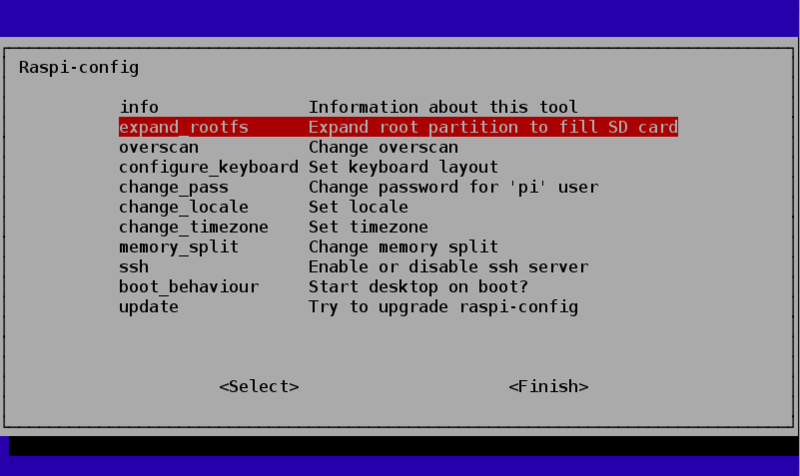 Raspi-config
info Information about this tool
expand_rootfs Expand root partition to fill SD card
overscan Change overscan
configure_keyboard Set keyboard layout
change_pass Change password for 'pi' user
change_locale Set locale
change_timezone Set timezone
memory_split Change memory split
ssh Enable or disable ssh server
boot_behaviour Start desktop on boot?
update Try to upgrade raspi-config
<Select> <Finish>